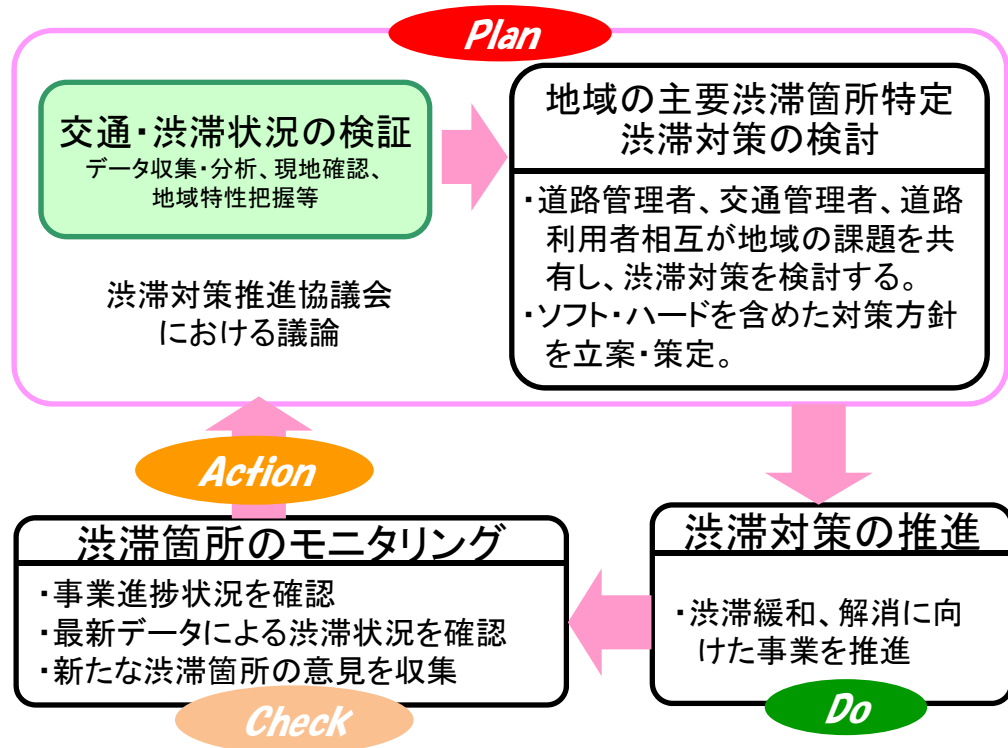 Plan
交通・渋滞状況の検証
データ収集・分析、現地確認、
地域特性把握等
渋滞対策推進協議会
における議論
地域の主要渋滞箇所特定
渋滞対策の検討
・道路管理者、交通管理者、道路
利用者相互が地域の課題を共
有し、渋滞対策を検討する。
・ソフト・ハードを含めた対策方針
を立案・策定。
渋滞対策の推進
・渋滞緩和、解消に向
けた事業を推進
Do
渋滞箇所のモニタリング
・事業進捗状況を確認
・最新データによる渋滞状況を確認
・新たな渋滞箇所の意見を収集
Check
Action